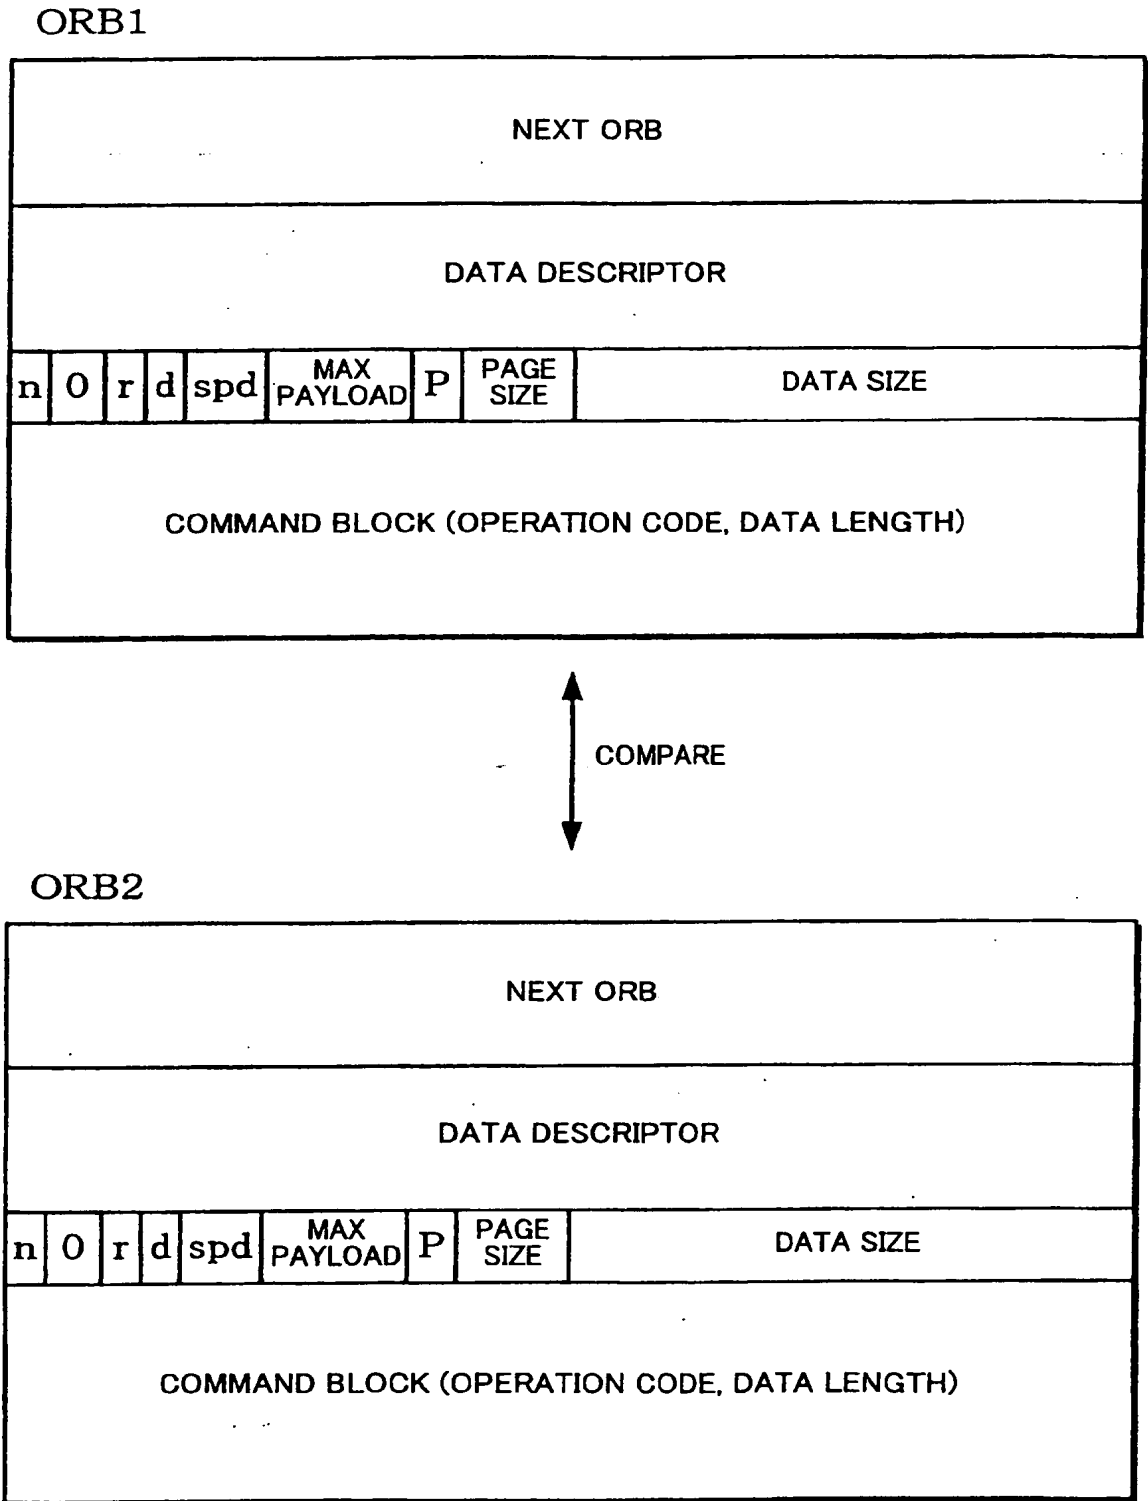 ORB1
NEXT ORB
DATA DESCRIPTOR
n 0 r d spd MAX PAYLOAD P PAGE SIZE DATA SIZE
COMMAND BLOCK (OPERATION CODE, DATA LENGTH)
COMPARE
ORB2
NEXT ORB
DATA DESCRIPTOR
n 0 r d spd MAX PAYLOAD P PAGE SIZE DATA SIZE
COMMAND BLOCK (OPERATION CODE, DATA LENGTH)